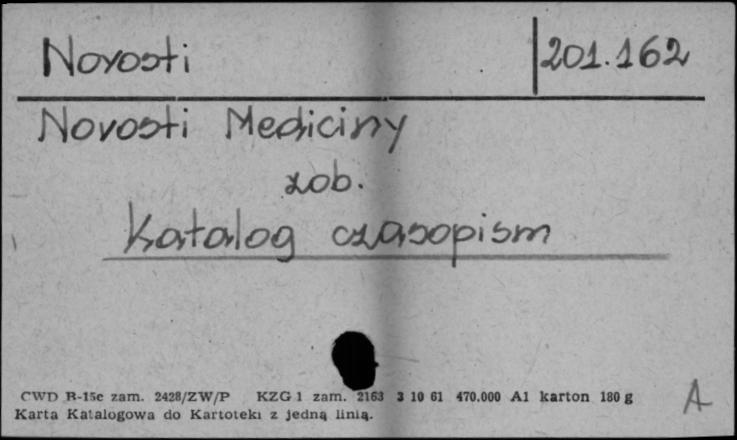 Novosti 201.162
Novosti Mediciny
zob.
Katalog czasopism
CWD B-15c zam. 2428/ZW/P KZG 1 zam. 2163 3 10 61 470.000 A1 karton 180 g
Karta Katalogowa do Kartoteki z jedną linią.
A